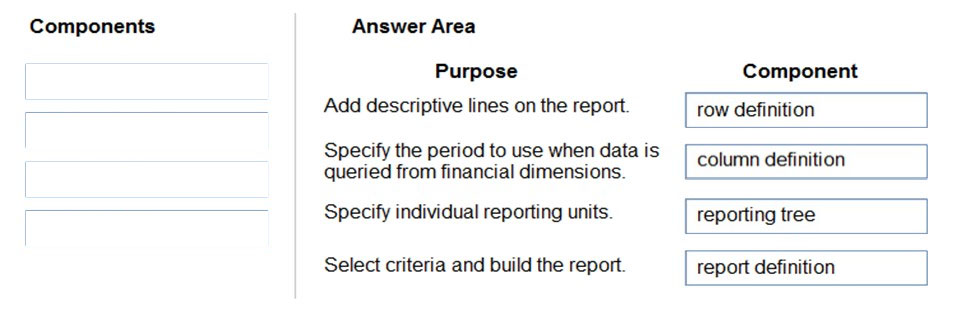 Components
Answer Area
Purpose
Component
Add descriptive lines on the report.
row definition
Specify the period to use when data is
queried from financial dimensions.
column definition
Specify individual reporting units.
reporting tree
Select criteria and build the report.
report definition